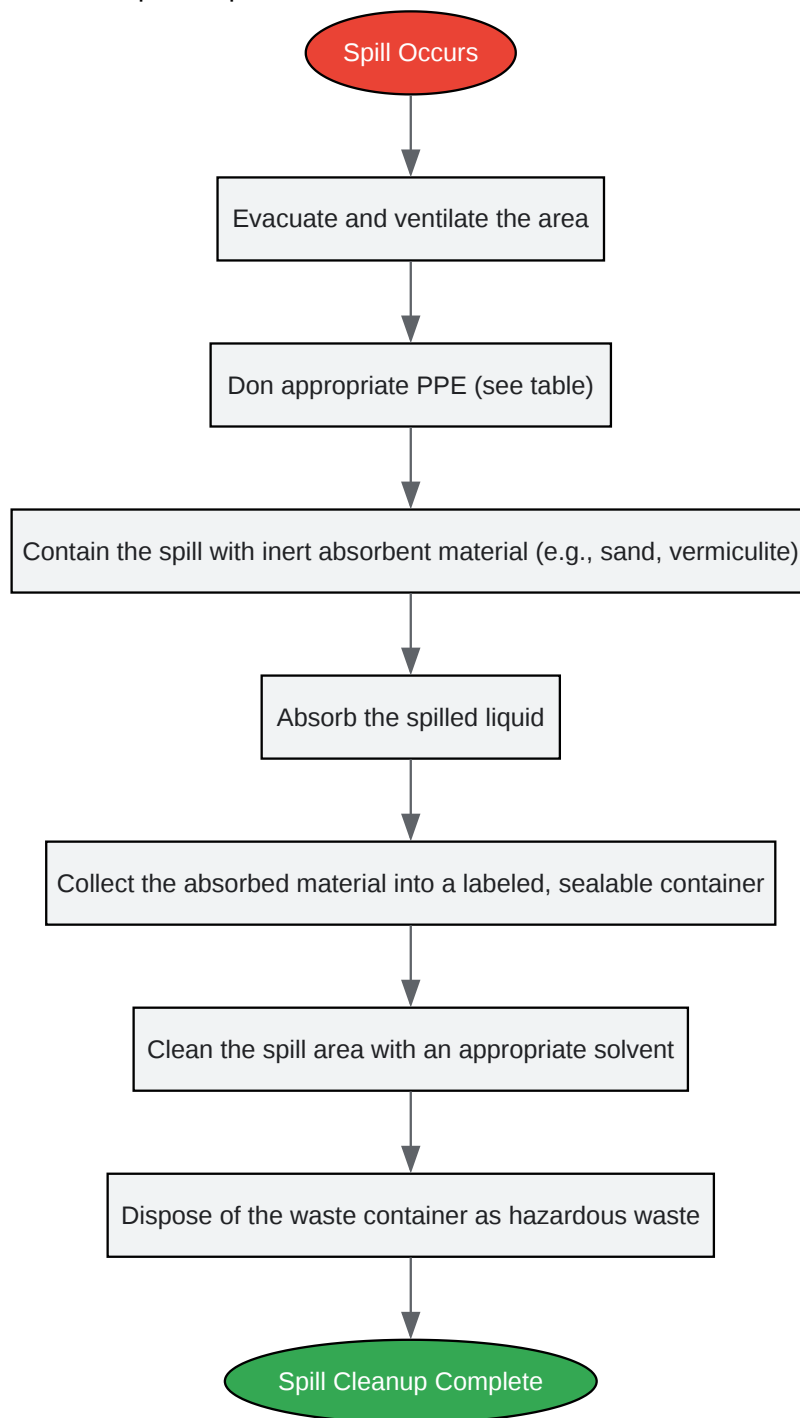 Spill Occurs
Evacuate and ventilate the area
Don appropriate PPE (see table)
Contain the spill with inert absorbent material (e.g., sand, vermiculite)
Absorb the spilled liquid
Collect the absorbed material into a labeled, sealable container
Clean the spill area with an appropriate solvent
Dispose of the waste container as hazardous waste
Spill Cleanup Complete